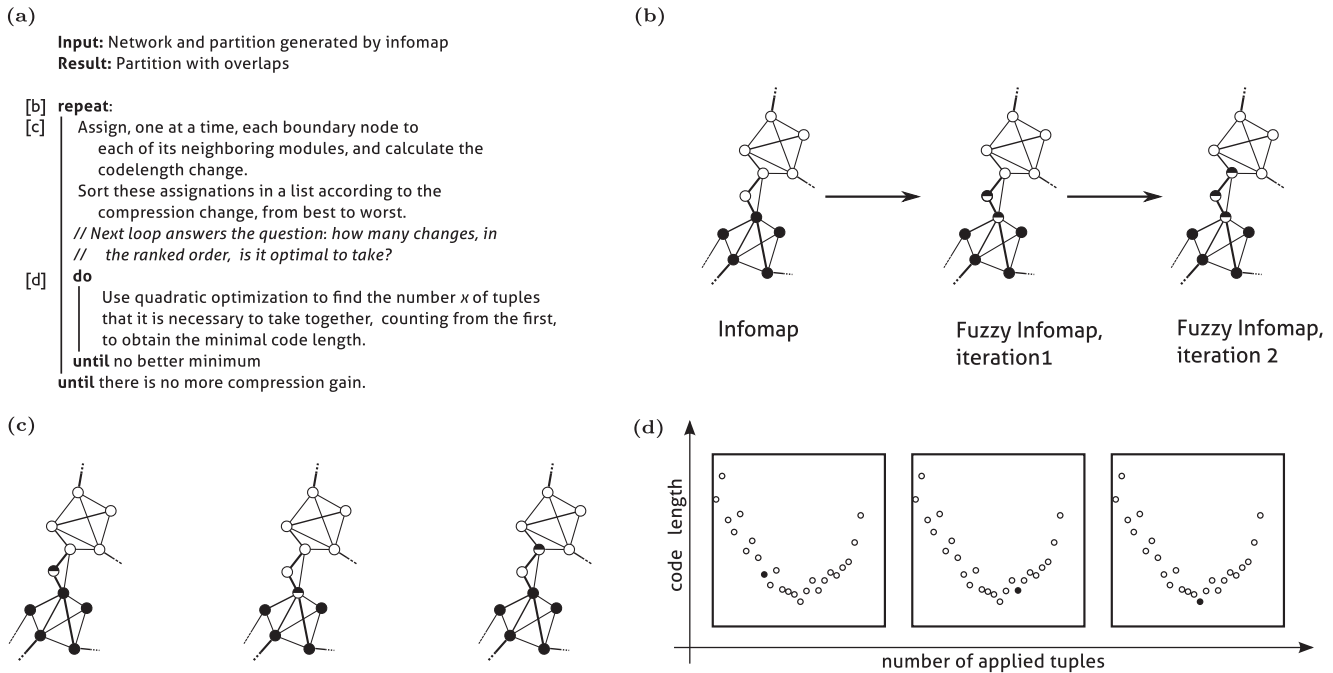 (a)
Input: Network and partition generated by infomap
Result: Partition with overlaps
[b] repeat:
[c] Assign, one at a time, each boundary node to
each of its neighboring modules, and calculate the
codelength change.
Sort these assignations in a list according to the
compression change, from best to worst.
// Next loop answers the question: how many changes, in
// the ranked order, is it optimal to take?
[d] do
Use quadratic optimization to find the number x of tuples
that it is necessary to take together, counting from the first,
to obtain the minimal code length.
until no better minimum
until there is no more compression gain.
(b)
Infomap
Fuzzy Infomap,
iteration1
Fuzzy Infomap,
iteration 2
(c)
(d)
code length
number of applied tuples